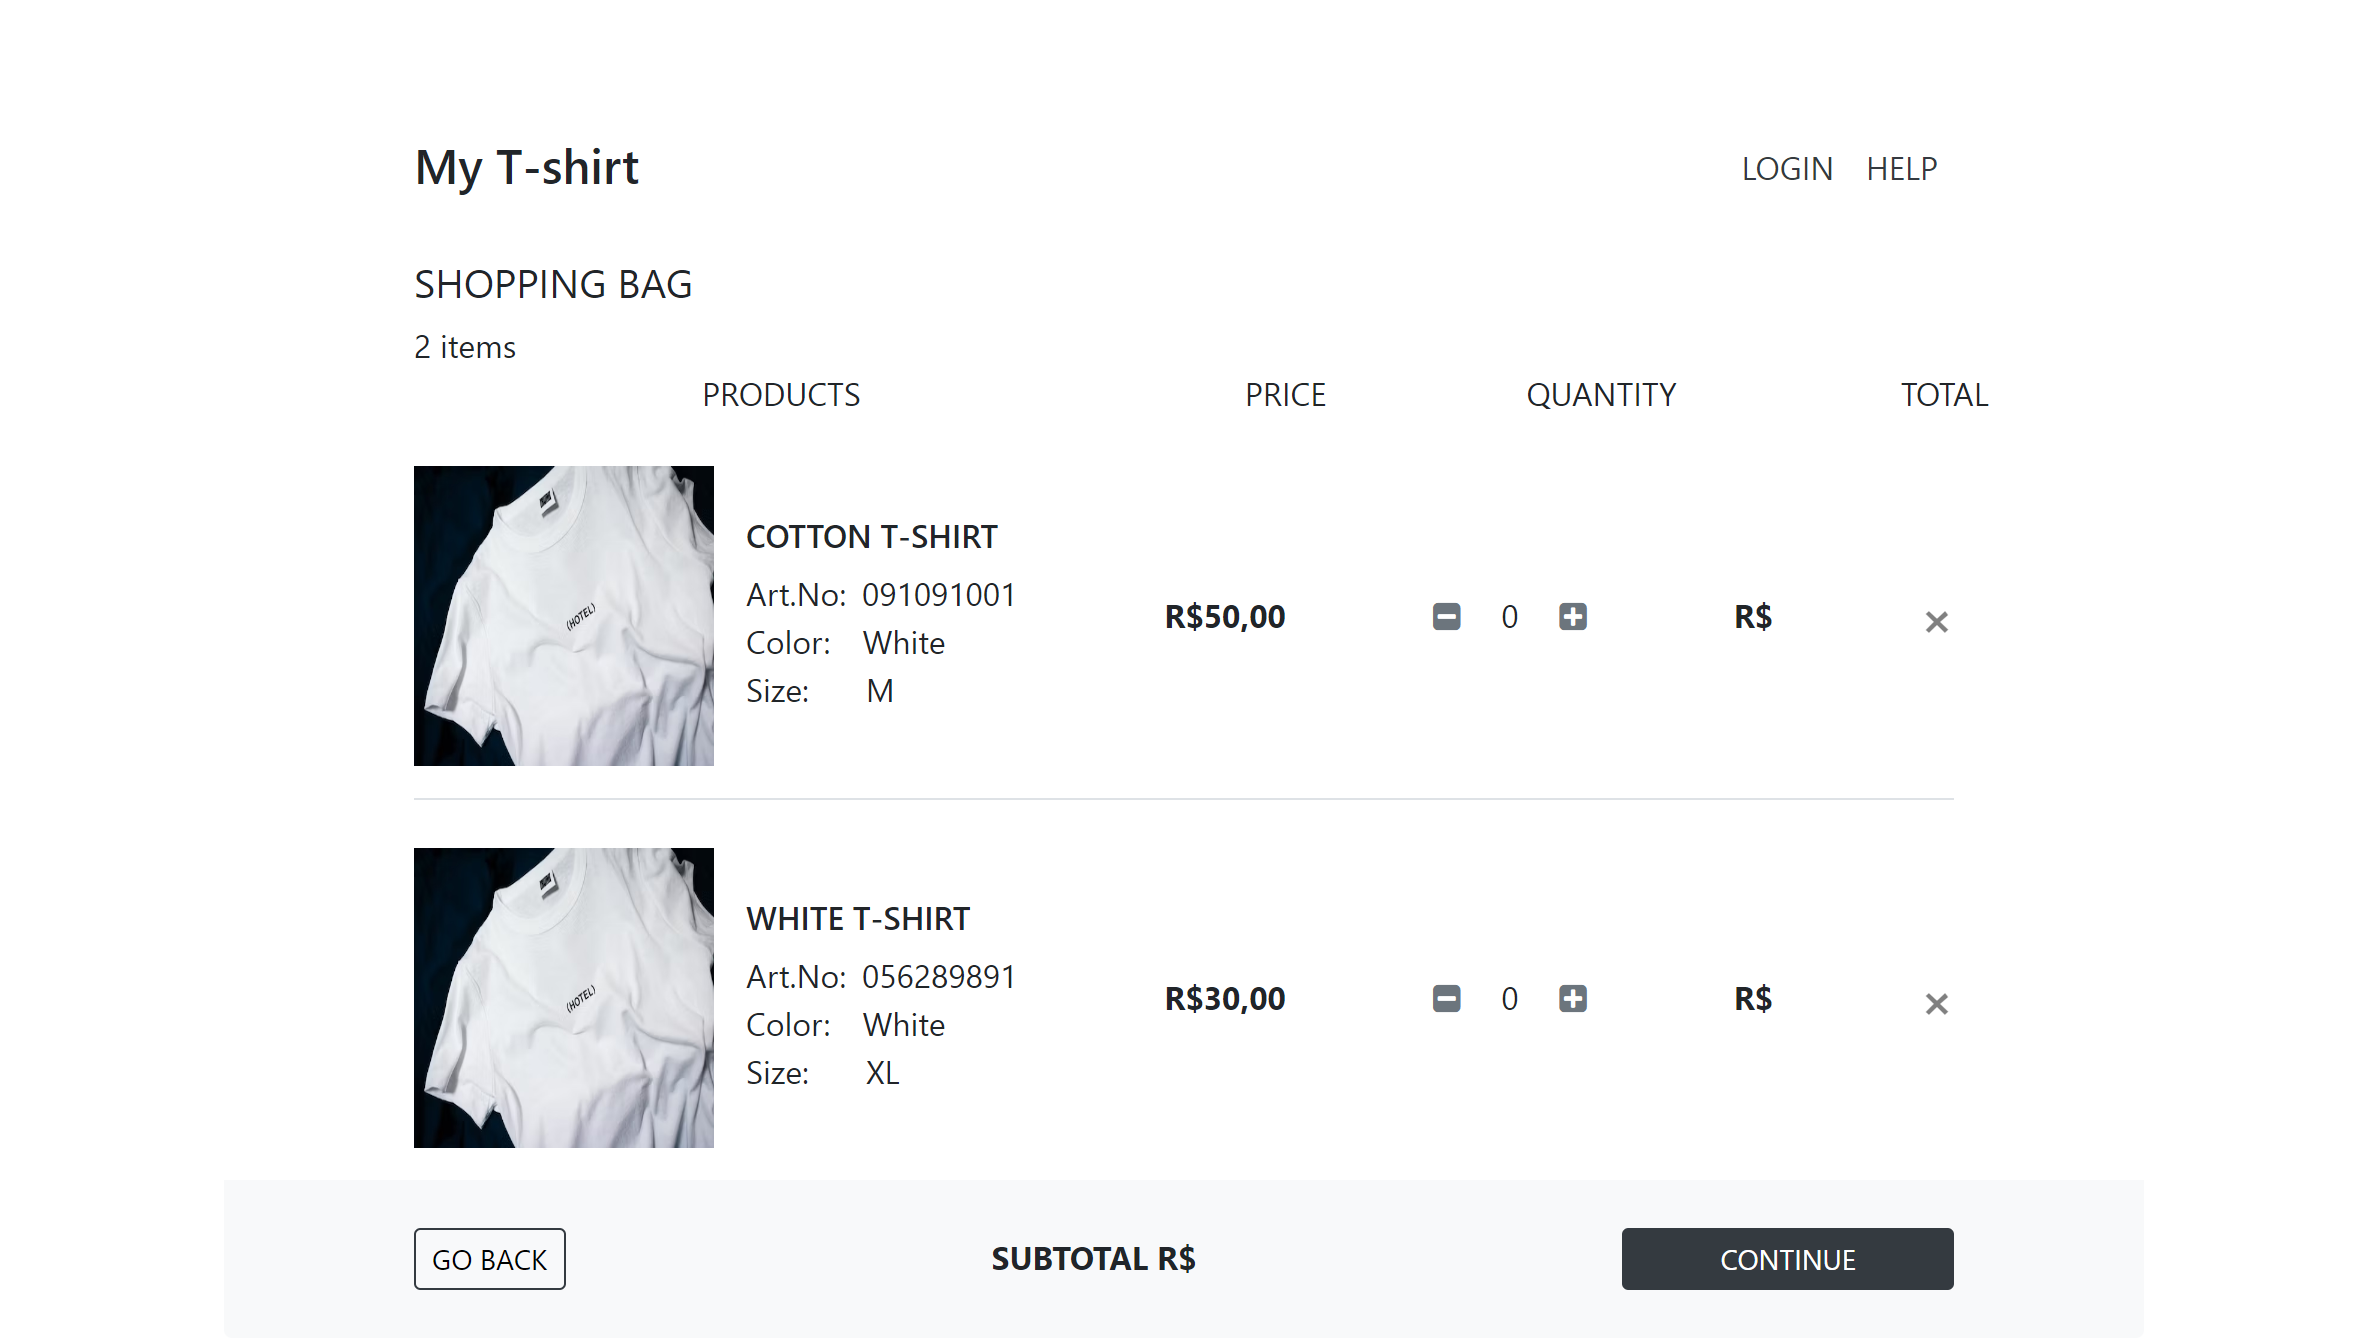 My T-shirt
LOGIN HELP
SHOPPING BAG
2 items
PRODUCTS PRICE QUANTITY TOTAL
(HOTEL)
COTTON T-SHIRT
Art.No: 091091001
Color: White
Size: M
R$50,00 0 R$
(HOTEL)
WHITE T-SHIRT
Art.No: 056289891
Color: White
Size: XL
R$30,00 0 R$
GO BACK SUBTOTAL R$ CONTINUE